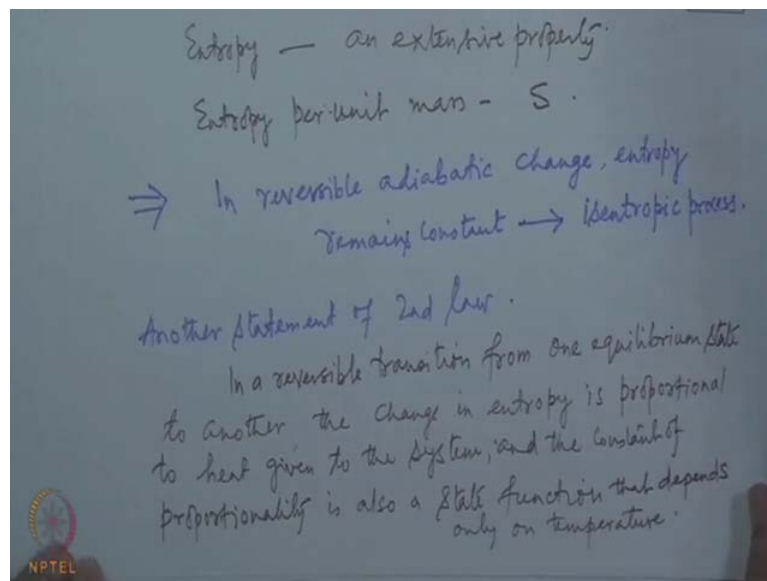 Entropy — an extensive property.
Entropy per unit mass - S.
⇒ In reversible adiabatic change, entropy
remains constant → isentropic process.
Another statement of 2nd law.
In a reversible transition from one equilibrium state
to another the change in entropy is proportional
to heat given to the system, and the constant of
proportionality is also a state function that depends
only on temperature.
NPTEL